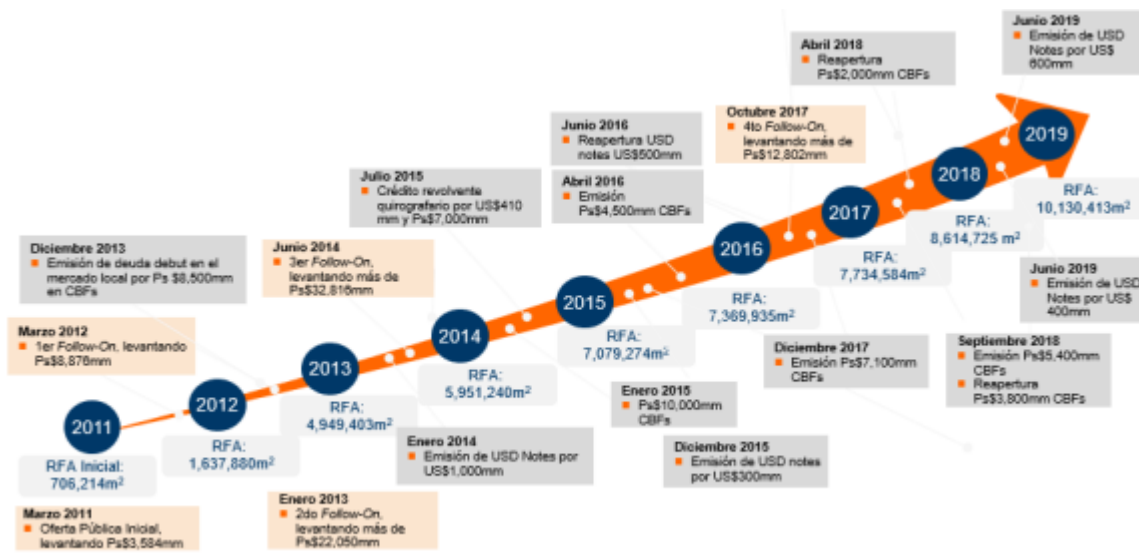 Junio 2019
Emisión de USD
Notes por US$
600mm
Abril 2018
Reapertura
Ps$2,000mm CBFs
Octubre 2017
4to Follow-On,
levantando más de
Ps$12,802mm
Junio 2016
Reapertura USD
notes US$500mm
Abril 2016
Emisión
Ps$4,500mm CBFs
Julio 2015
Crédito revolvente
quirografario por US$410
mm y Ps$7,000mm
Junio 2014
3er Follow-On,
levantando más de
Ps$32,816mm
Diciembre 2013
Emisión de deuda debut en el
mercado local por Ps $8,500mm
en CBFs
Marzo 2012
1er Follow-On, levantando
Ps$8,876mm
2011
2012
2013
2014
2015
2016
2017
2018
2019
RFA Inicial:
706,214m²
RFA:
1,637,880m²
RFA:
4,949,403m²
RFA:
5,951,240m²
RFA:
7,079,274m²
RFA:
7,369,935m²
RFA:
7,734,584m²
RFA:
8,614,725 m²
RFA:
10,130,413m²
Marzo 2011
Oferta Pública Inicial,
levantando Ps$3,584mm
Enero 2013
2do Follow-On,
levantando más de
Ps$22,050mm
Enero 2014
Emisión de USD Notes por
US$1,000mm
Enero 2015
Ps$10,000mm
CBFs
Diciembre 2015
Emisión de USD notes
por US$300mm
Diciembre 2017
Emisión Ps$7,100mm
CBFs
Septiembre 2018
Emisión Ps$5,400mm
CBFs
Reapertura
Ps$3,800mm CBFs
Junio 2019
Emisión de USD
Notes por US$
400mm